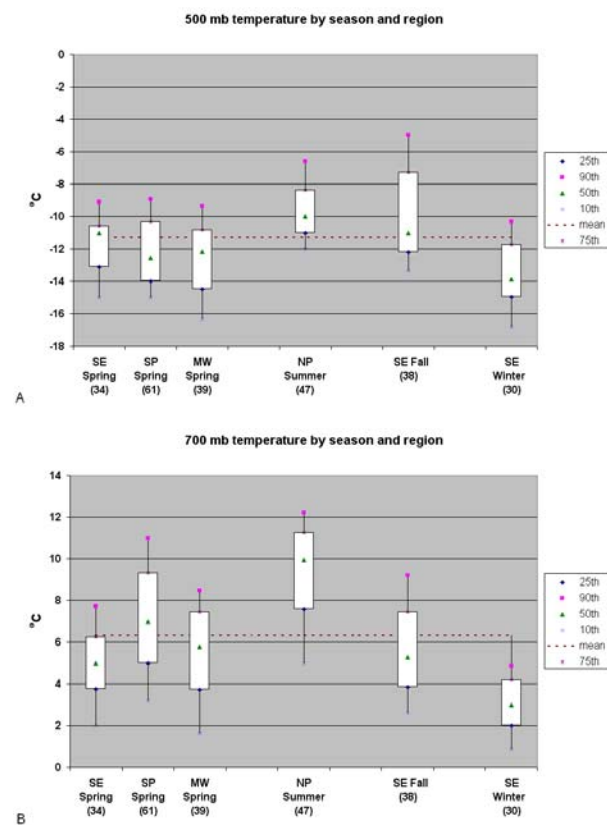 500 mb temperature by season and region
0
-2
-4
-6
-8
-10
-12
-14
-16
-18
°C
SE Spring (34)
SP Spring (61)
MW Spring (39)
NP Summer (47)
SE Fall (38)
SE Winter (30)
25th
90th
50th
10th
mean
75th
A
700 mb temperature by season and region
14
12
10
8
6
4
2
0
°C
SE Spring (34)
SP Spring (61)
MW Spring (39)
NP Summer (47)
SE Fall (38)
SE Winter (30)
25th
90th
50th
10th
mean
75th
B